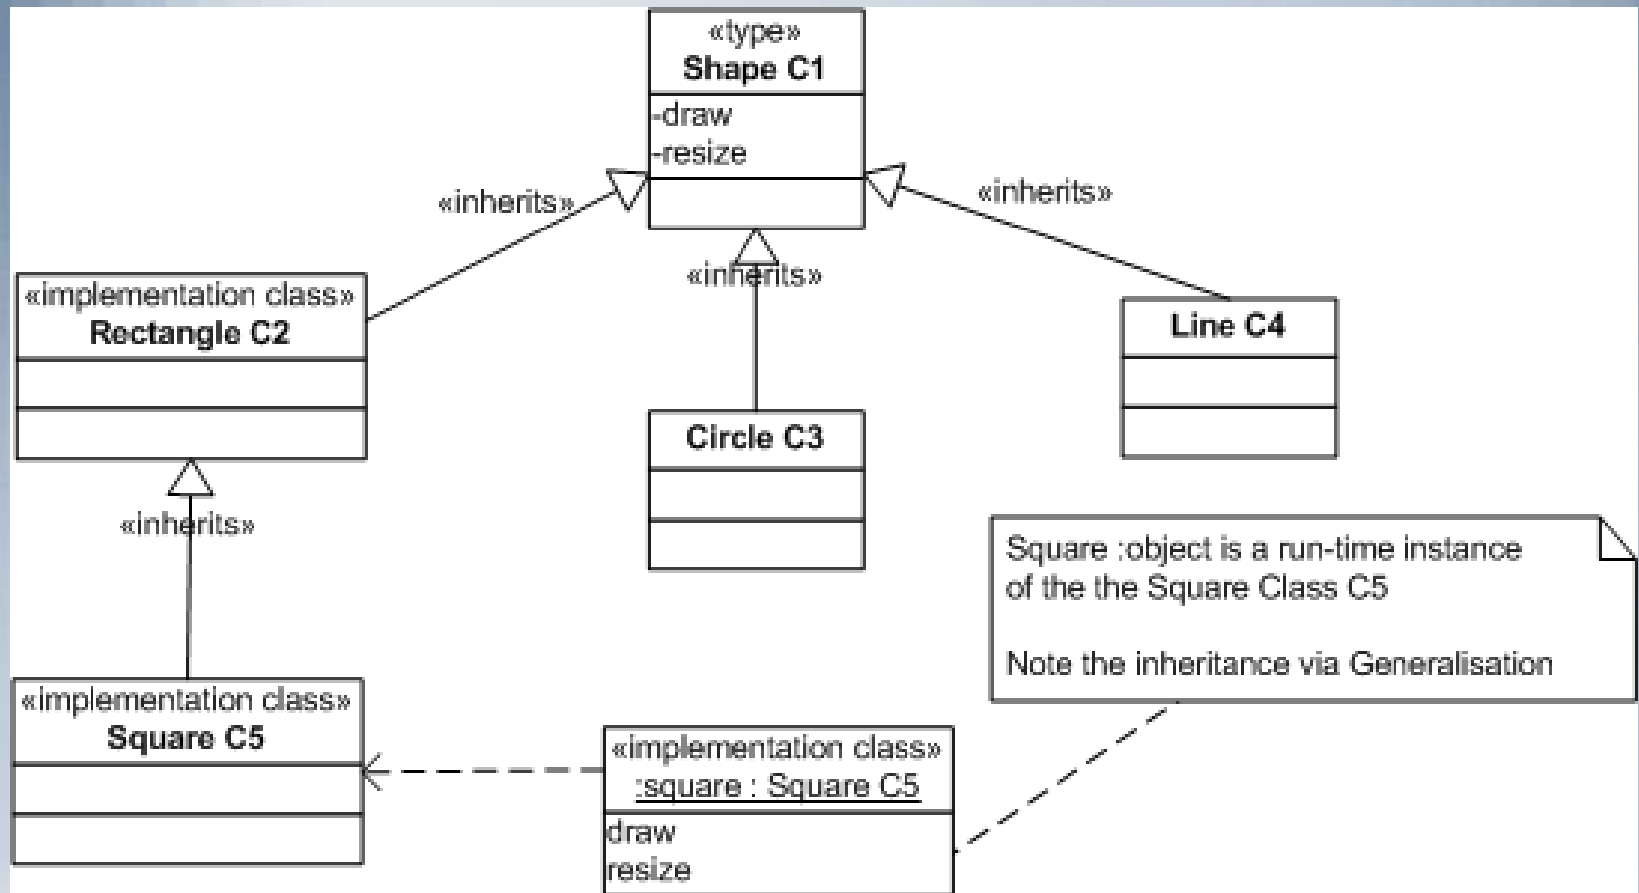 «type»
Shape C1
-draw
-resize
«inherits»
«inherits»
«inherits»
«implementation class»
Rectangle C2
Line C4
Circle C3
«inherits»
Square :object is a run-time instance
of the the Square Class C5
Note the inheritance via Generalisation
«implementation class»
Square C5
«implementation class»
:square : Square C5
draw
resize